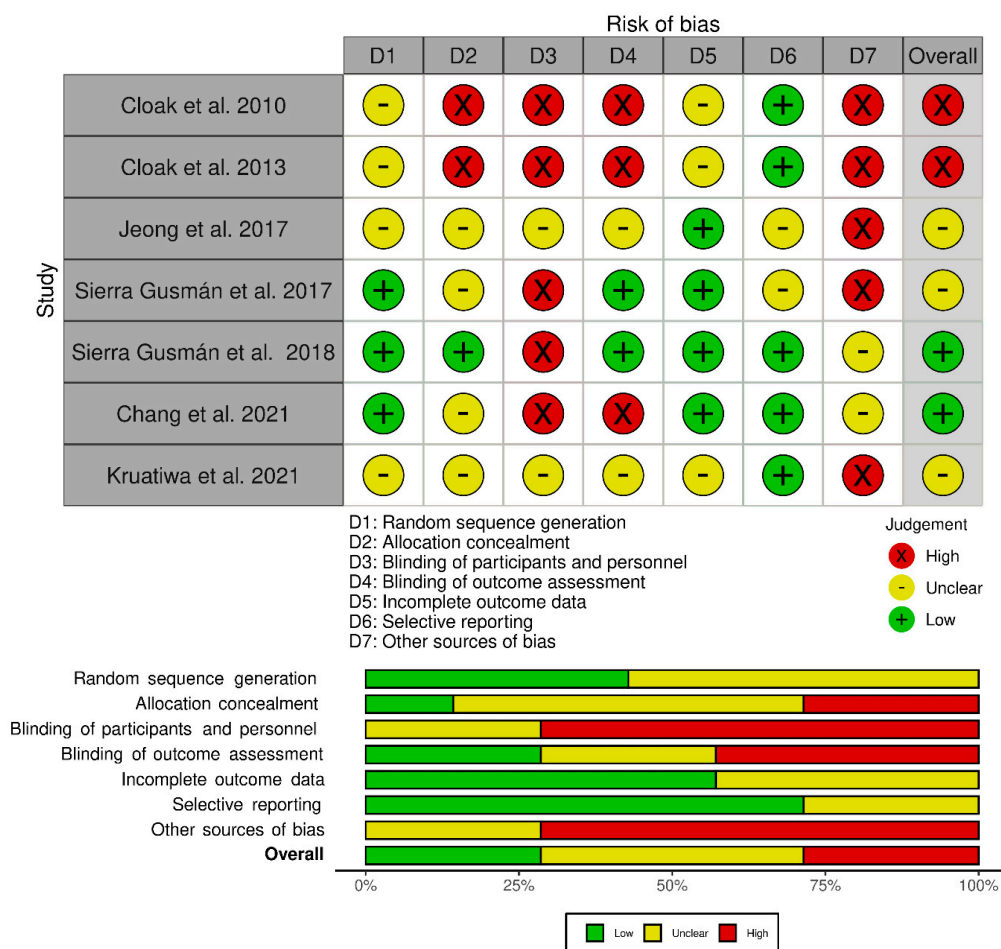 Risk of bias
D1 D2 D3 D4 D5 D6 D7 Overall
Study
Cloak et al. 2010 - X X X - + X X
Cloak et al. 2013 - X X X - + X X
Jeong et al. 2017 - - - - + - X -
Sierra Gusmán et al. 2017 + - X + + - X -
Sierra Gusmán et al. 2018 + + X + + + - +
Chang et al. 2021 + - X X + + - +
Kruatiwa et al. 2021 - - - - - + X -
D1: Random sequence generation
D2: Allocation concealment
D3: Blinding of participants and personnel
D4: Blinding of outcome assessment
D5: Incomplete outcome data
D6: Selective reporting
D7: Other sources of bias
Judgement
X High
- Unclear
+ Low
Random sequence generation
Allocation concealment
Blinding of participants and personnel
Blinding of outcome assessment
Incomplete outcome data
Selective reporting
Other sources of bias
Overall
0% 25% 50% 75% 100%
Low Unclear High